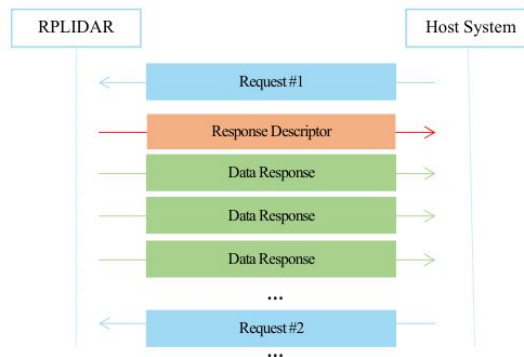 RPLIDAR
Host System
Request #1
Response Descriptor
Data Response
Data Response
Data Response
...
Request #2
...